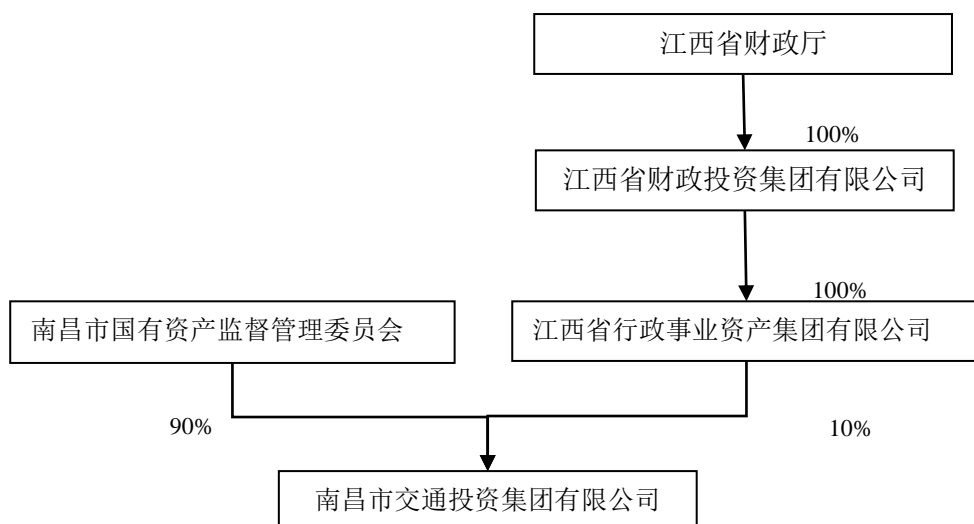 江西省财政厅
100%
江西省财政投资集团有限公司
100%
南昌市国有资产监督管理委员会
江西省行政事业资产集团有限公司
90%
10%
南昌市交通投资集团有限公司